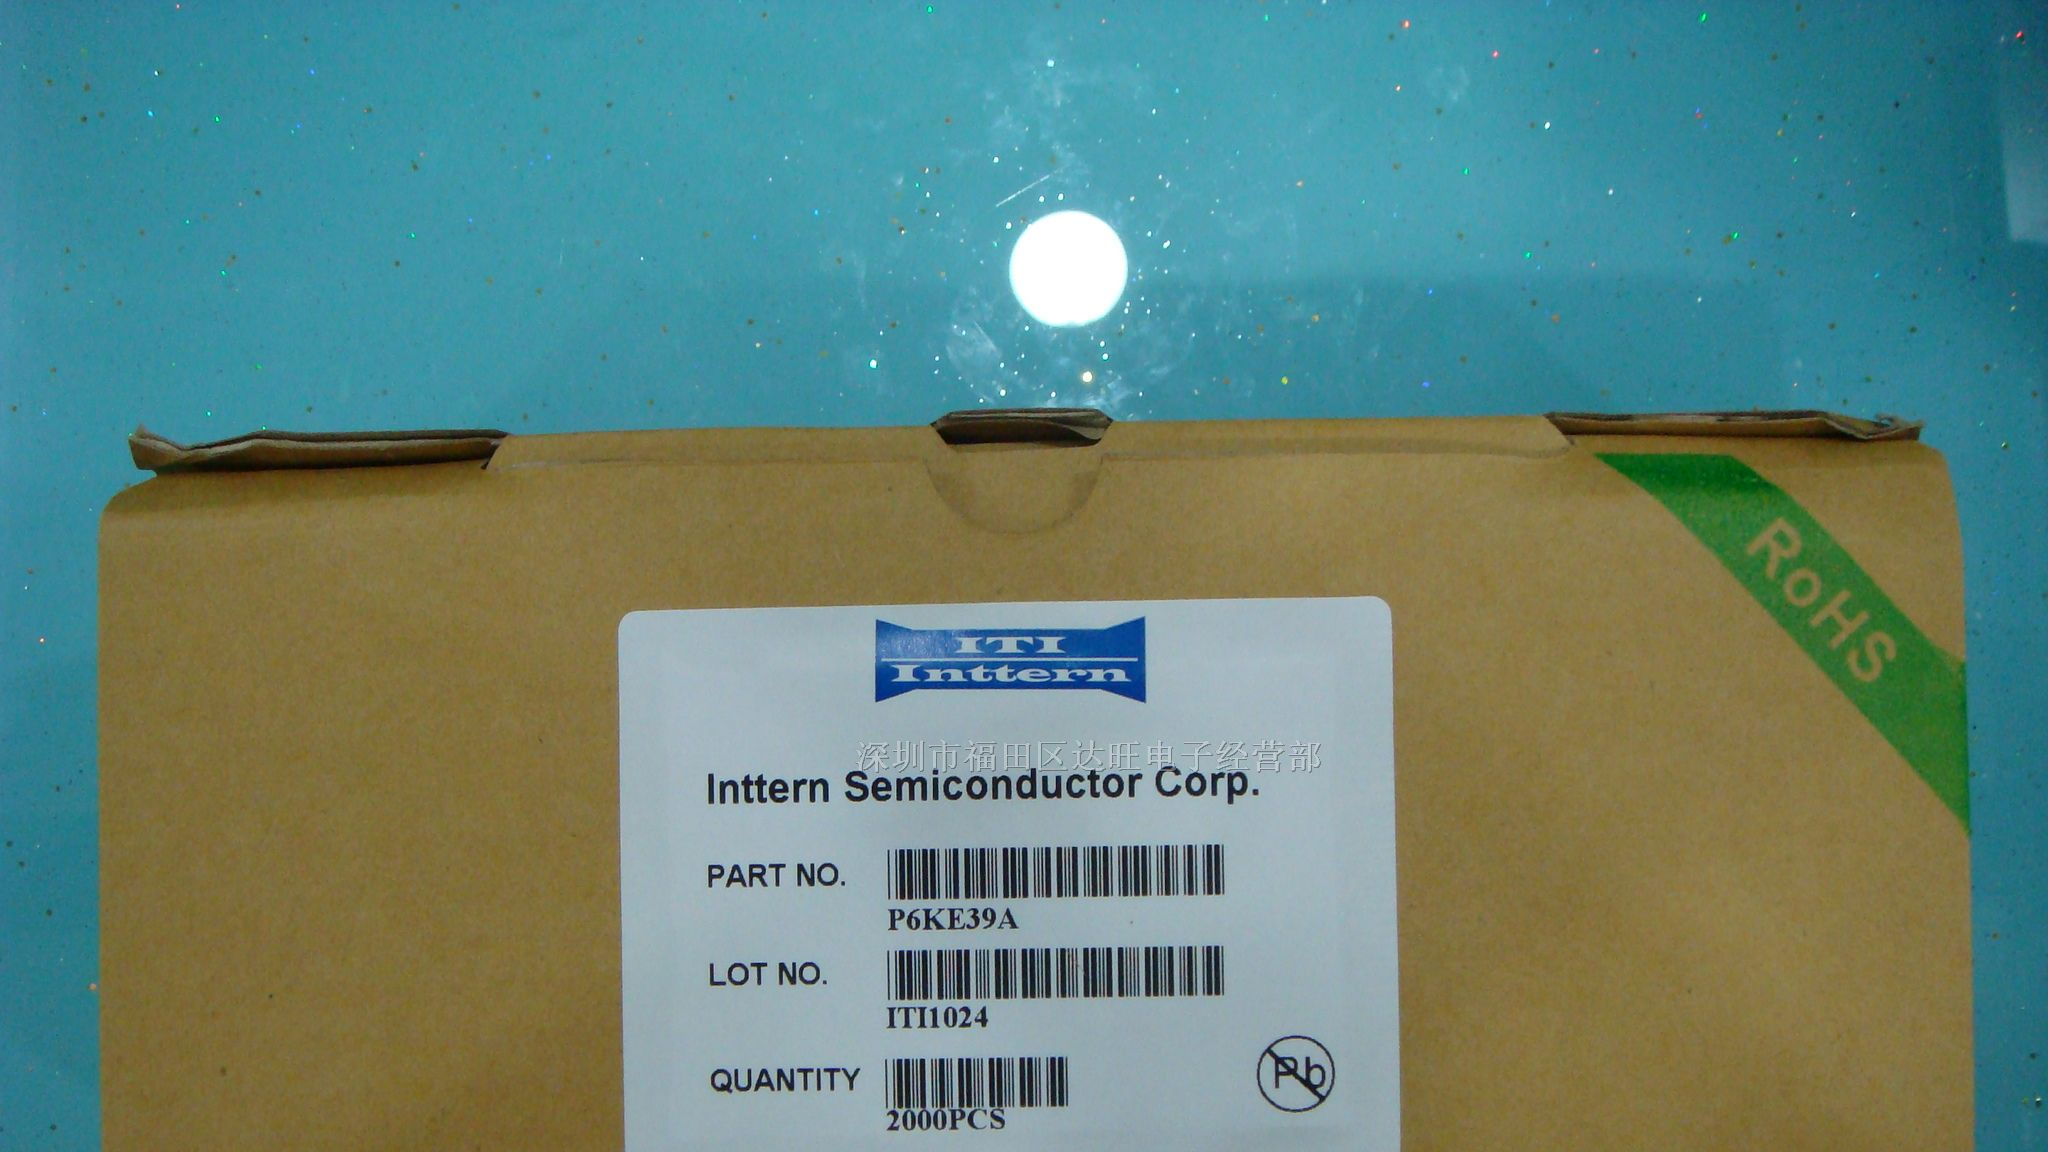 RoHS
ITI
Inttern
深圳市福田区达旺电子经营部
Inttern Semiconductor Corp.
PART NO.
P6KE39A
LOT NO.
ITI1024
QUANTITY
2000PCS
Pb